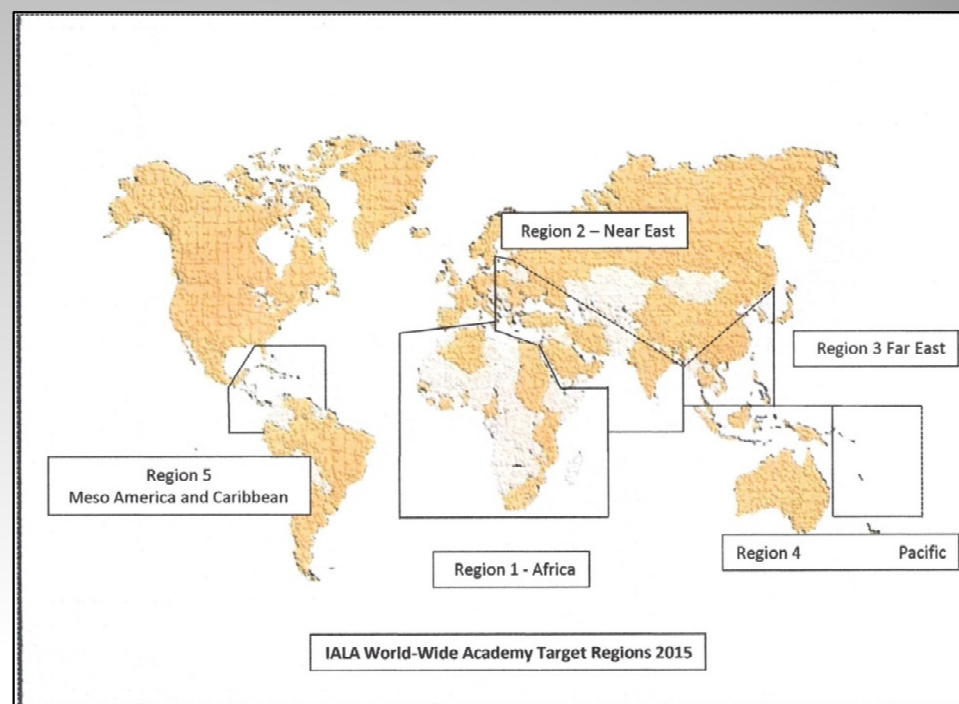 Region 2 – Near East
Region 3 Far East
Region 5
Meso America and Caribbean
Region 4 Pacific
Region 1 - Africa
IALA World-Wide Academy Target Regions 2015